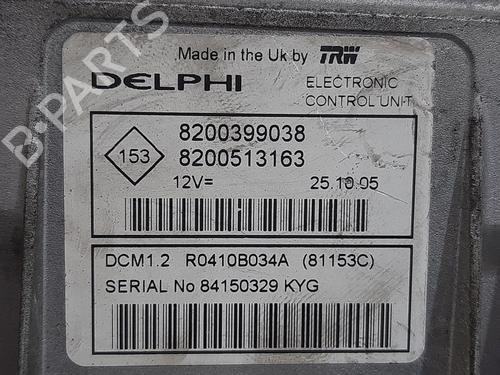 Made in the Uk by TRW
DELPHI
ELECTRONIC
CONTROL UNIT
153
8200399038
8200513163
12V=
25.10.05
DCM1.2 R0410B034A (81153C)
SERIAL No 84150329 KYG
B-PARTS